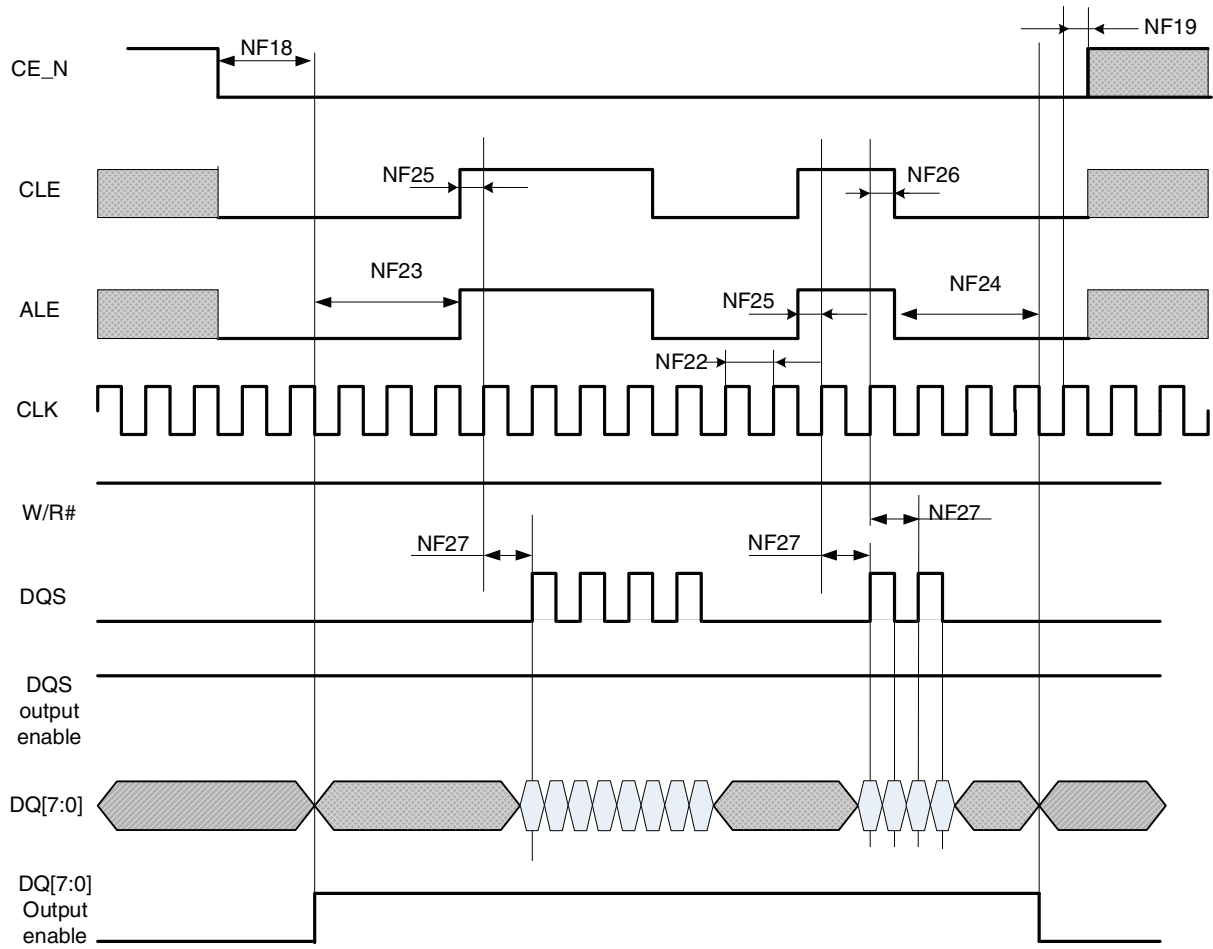 NF19
NF18
CE_N
NF25
NF26
CLE
NF23
NF24
NF25
ALE
NF22
CLK
W/R#
NF27
NF27
NF27
DQS
DQS
output
enable
DQ[7:0]
DQ[7:0]
Output
enable